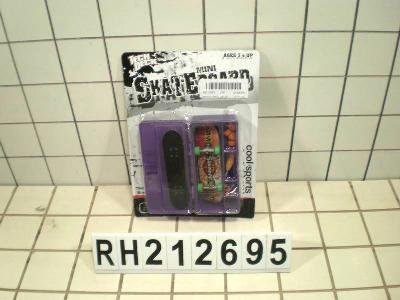 AGES 3 + UP
MINI
SKATEBOARD
cool sports
RH212695